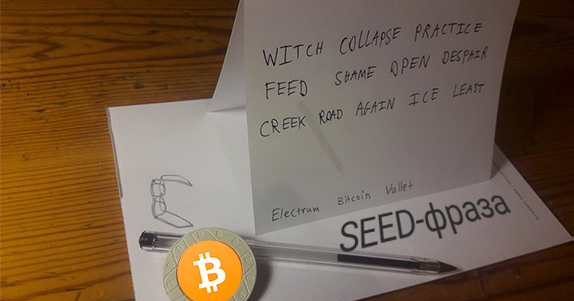 WITCH COLLAPSE PRACTICE
FEED SHAME OPEN DESPAIR
CREEK ROAD AGAIN ICE LEAST
Electrum Bitcoin Wallet
SEED-фраза